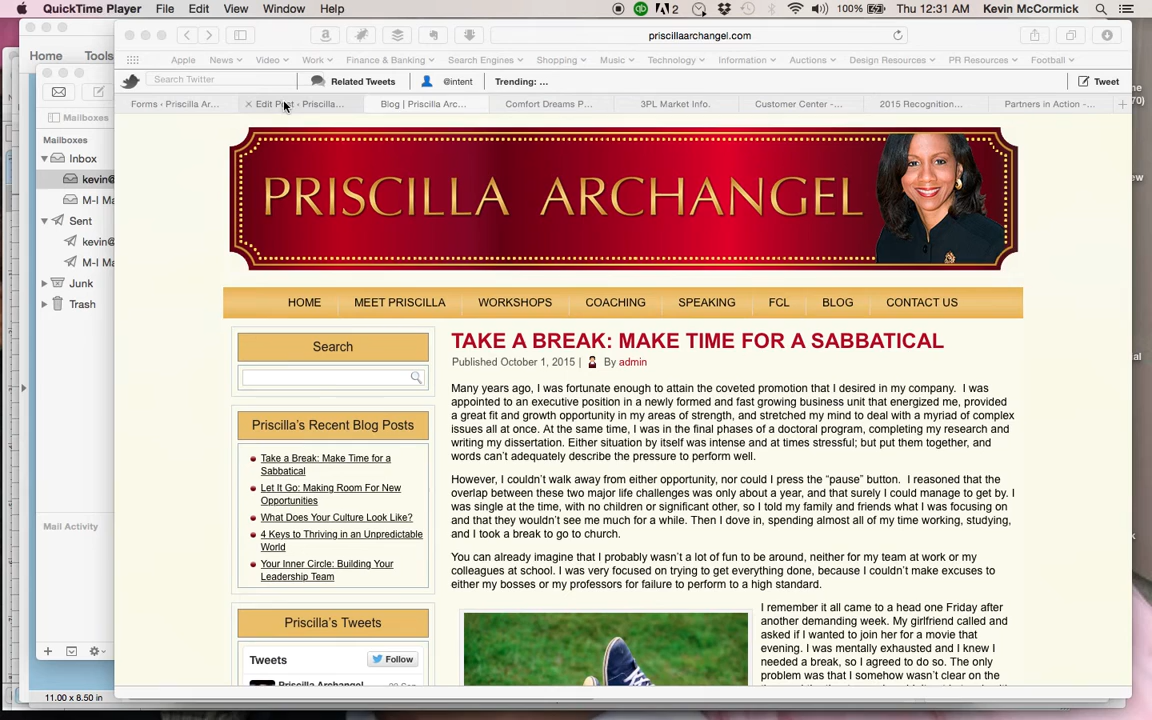 QuickTime Player File Edit View Window Help 2 100% Thu 12:31 AM Kevin McCormick
priscillaarchangel.com
Home Tools
Apple News Video Work Finance & Banking Search Engines Shopping Music Technology Information Auctions Design Resources PR Resources Football
Search Twitter Related Tweets @intent Trending: ... Tweet
Forms ‹ Priscilla Ar... Edit Post ‹ Priscilla... Blog | Priscilla Arc... Comfort Dreams P... 3PL Market Info. Customer Center -... 2015 Recognition... Partners in Action -...
Mailboxes
Mailboxes
Inbox
kevin@
M-I Ma
Sent
kevin@
M-I Ma
Junk
Trash
Mail Activity
11.00 x 8.50 in
PRISCILLA ARCHANGEL
HOME MEET PRISCILLA WORKSHOPS COACHING SPEAKING FCL BLOG CONTACT US
Search
Priscilla's Recent Blog Posts
Take a Break: Make Time for a
Sabbatical
Let It Go: Making Room For New
Opportunities
What Does Your Culture Look Like?
4 Keys to Thriving in an Unpredictable
World
Your Inner Circle: Building Your
Leadership Team
Priscilla's Tweets
Tweets Follow
Priscilla Archangel
TAKE A BREAK: MAKE TIME FOR A SABBATICAL
Published October 1, 2015 | By admin
Many years ago, I was fortunate enough to attain the coveted promotion that I desired in my company. I was
appointed to an executive position in a newly formed and fast growing business unit that energized me, provided
a great fit and growth opportunity in my areas of strength, and stretched my mind to deal with a myriad of complex
issues all at once. At the same time, I was in the final phases of a doctoral program, completing my research and
writing my dissertation. Either situation by itself was intense and at times stressful; but put them together, and
words can't adequately describe the pressure to perform well.
However, I couldn't walk away from either opportunity, nor could I press the “pause” button. I reasoned that the
overlap between these two major life challenges was only about a year, and that surely I could manage to get by. I
was single at the time, with no children or significant other, so I told my family and friends what I was focusing on
and that they wouldn't see me much for a while. Then I dove in, spending almost all of my time working, studying,
and I took a break to go to church.
You can already imagine that I probably wasn't a lot of fun to be around, neither for my team at work or my
colleagues at school. I was very focused on trying to get everything done, because I couldn't make excuses to
either my bosses or my professors for failure to perform to a high standard.
I remember it all came to a head one Friday after
another demanding week. My girlfriend called and
asked if I wanted to join her for a movie that
evening. I was mentally exhausted and I knew I
needed a break, so I agreed to do so. The only
problem was that I somehow wasn't clear on the